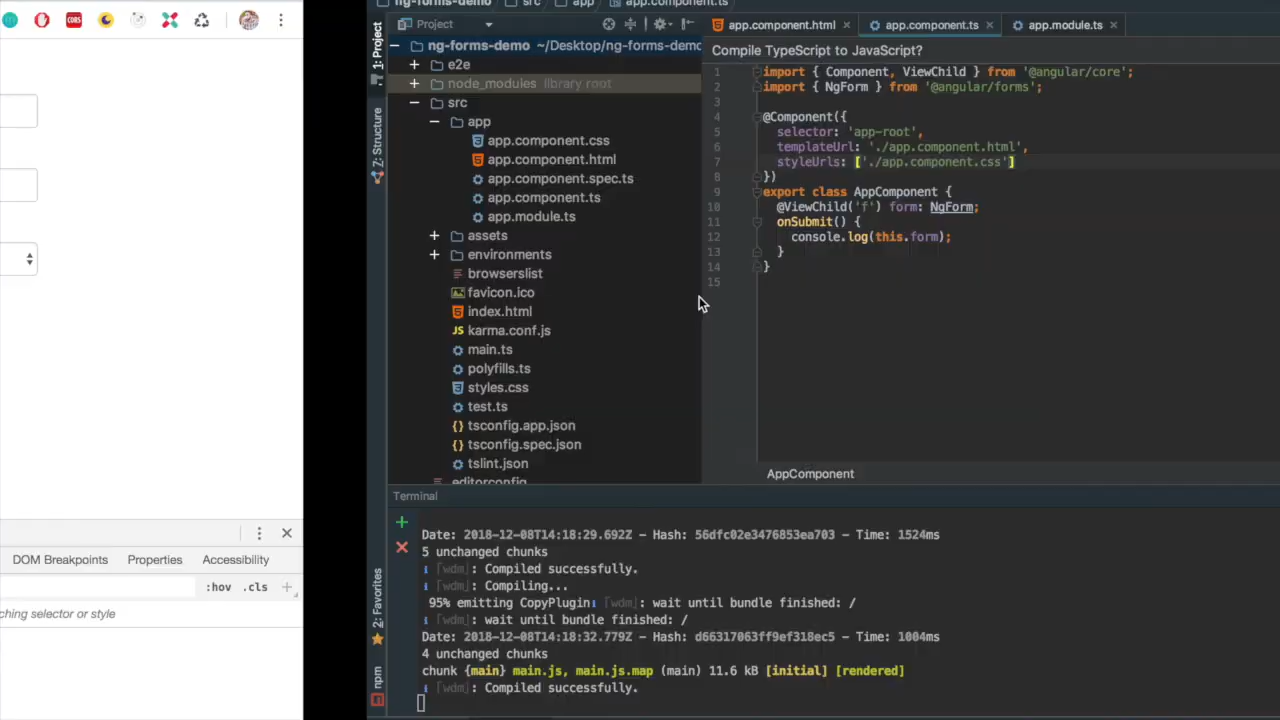 CORS
DOM Breakpoints
Properties
Accessibility
:hov .cls +
ching selector or style
ng-forms-demo
src
app
app.component.ts
1: Project
Z: Structure
2: Favorites
npm
Project
ng-forms-demo ~/Desktop/ng-forms-demo
e2e
node_modules library root
src
app
app.component.css
app.component.html
app.component.spec.ts
app.component.ts
app.module.ts
assets
environments
browserslist
favicon.ico
index.html
karma.conf.js
main.ts
polyfills.ts
styles.css
test.ts
tsconfig.app.json
tsconfig.spec.json
tslint.json
editorconfig
app.component.html
app.component.ts
app.module.ts
Compile TypeScript to JavaScript?
1 import { Component, ViewChild } from '@angular/core';
2 import { NgForm } from '@angular/forms';
3
4 @Component({
5 selector: 'app-root',
6 templateUrl: './app.component.html',
7 styleUrls: ['./app.component.css']
8 })
9 export class AppComponent {
10 @ViewChild('f') form: NgForm;
11 onSubmit() {
12 console.log(this.form);
13 }
14 }
15
AppComponent
Terminal
Date: 2018-12-08T14:18:29.692Z - Hash: 56dfc02e3476853ea703 - Time: 1524ms
5 unchanged chunks
i ｢wdm｣: Compiled successfully.
i ｢wdm｣: Compiling...
95% emitting CopyPlugini ｢wdm｣: wait until bundle finished: /
i ｢wdm｣: wait until bundle finished: /
Date: 2018-12-08T14:18:32.779Z - Hash: d66317063ff9ef318ec5 - Time: 1004ms
4 unchanged chunks
chunk {main} main.js, main.js.map (main) 11.6 kB [initial] [rendered]
i ｢wdm｣: Compiled successfully.